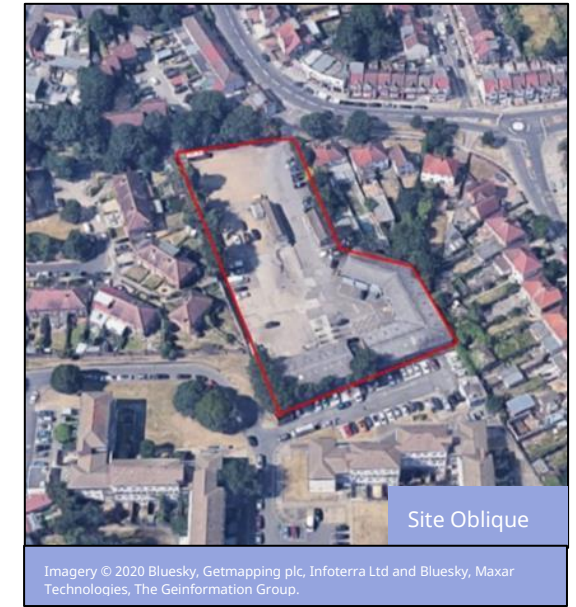 Site Oblique
Imagery © 2020 Bluesky, Getmapping plc, Infoterra Ltd and Bluesky, Maxar
Technologies, The Geinformation Group.